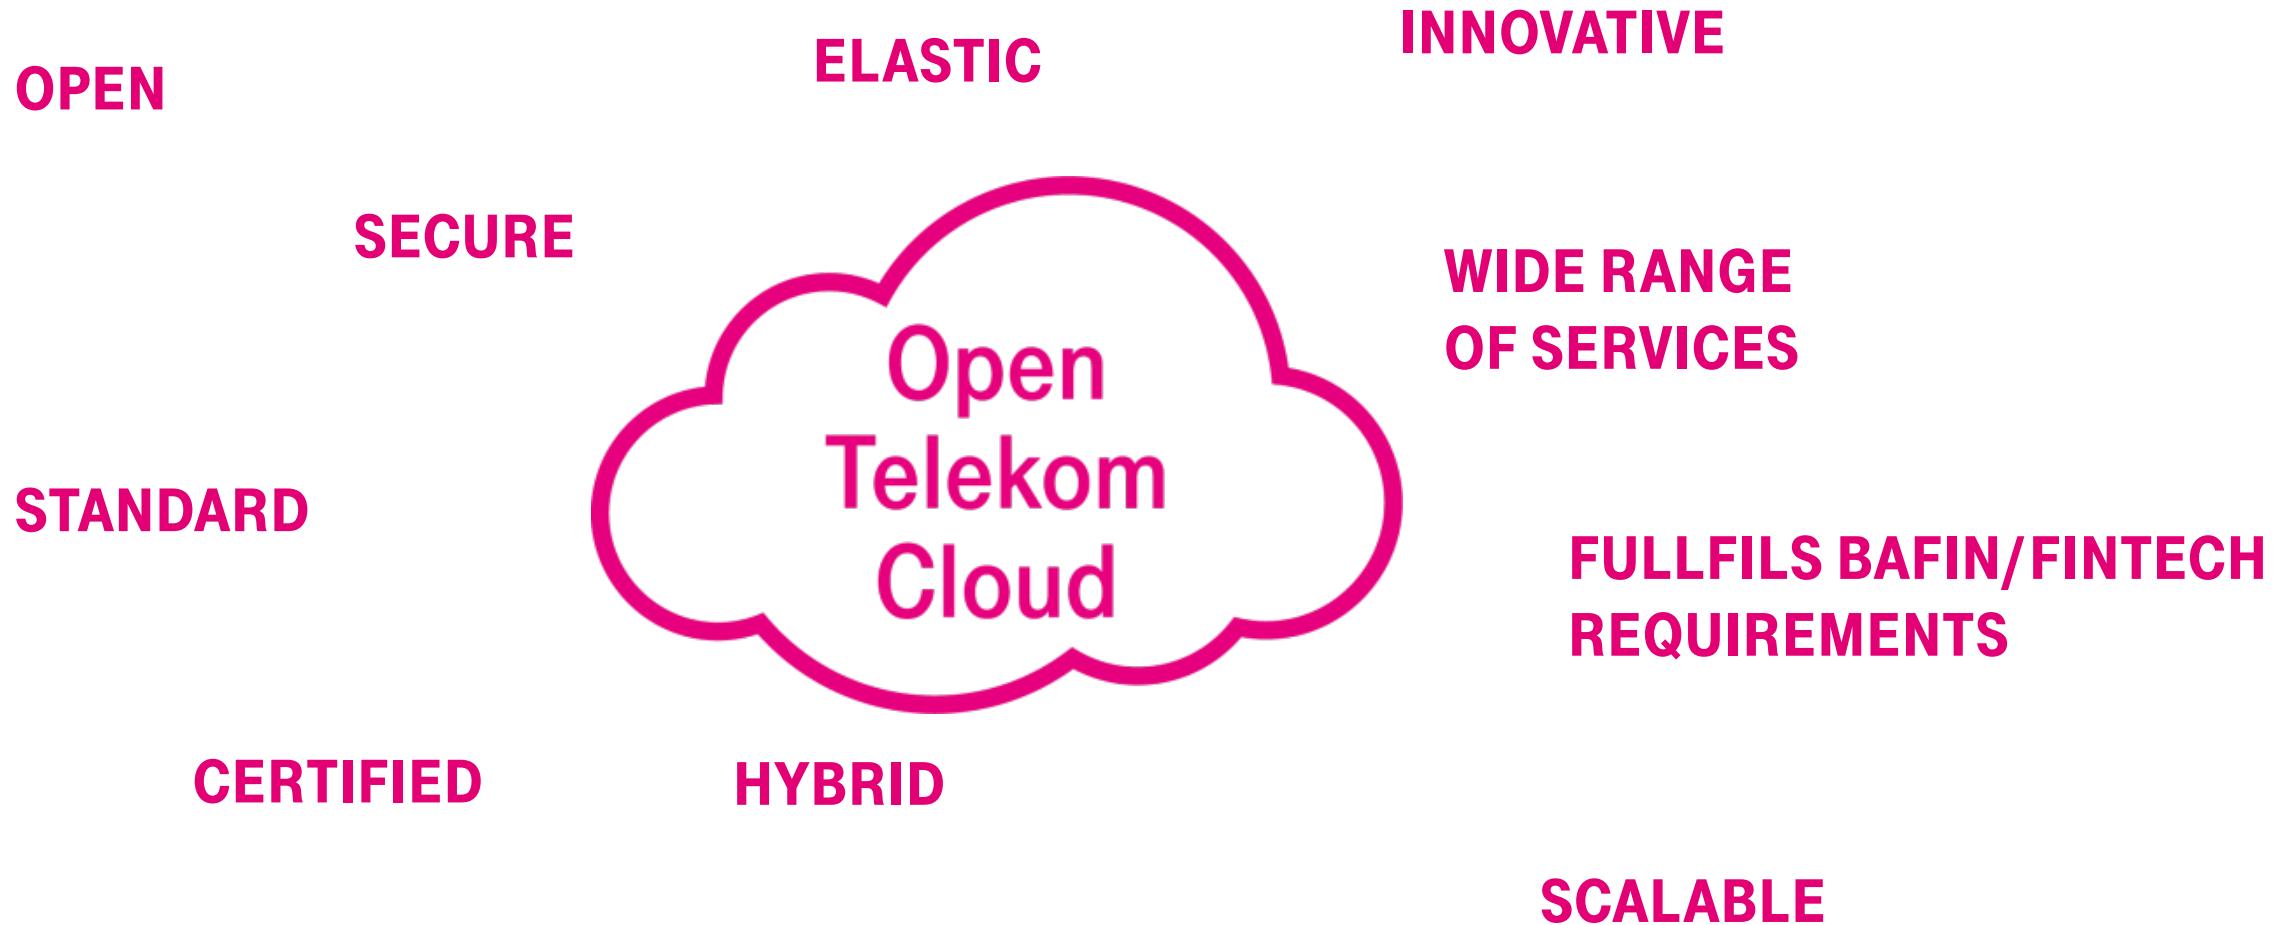 INNOVATIVE
ELASTIC
OPEN
SECURE
WIDE RANGE
OF SERVICES
Open
Telekom
Cloud
STANDARD
FULLFILS BAFIN/FINTECH
REQUIREMENTS
CERTIFIED
HYBRID
SCALABLE